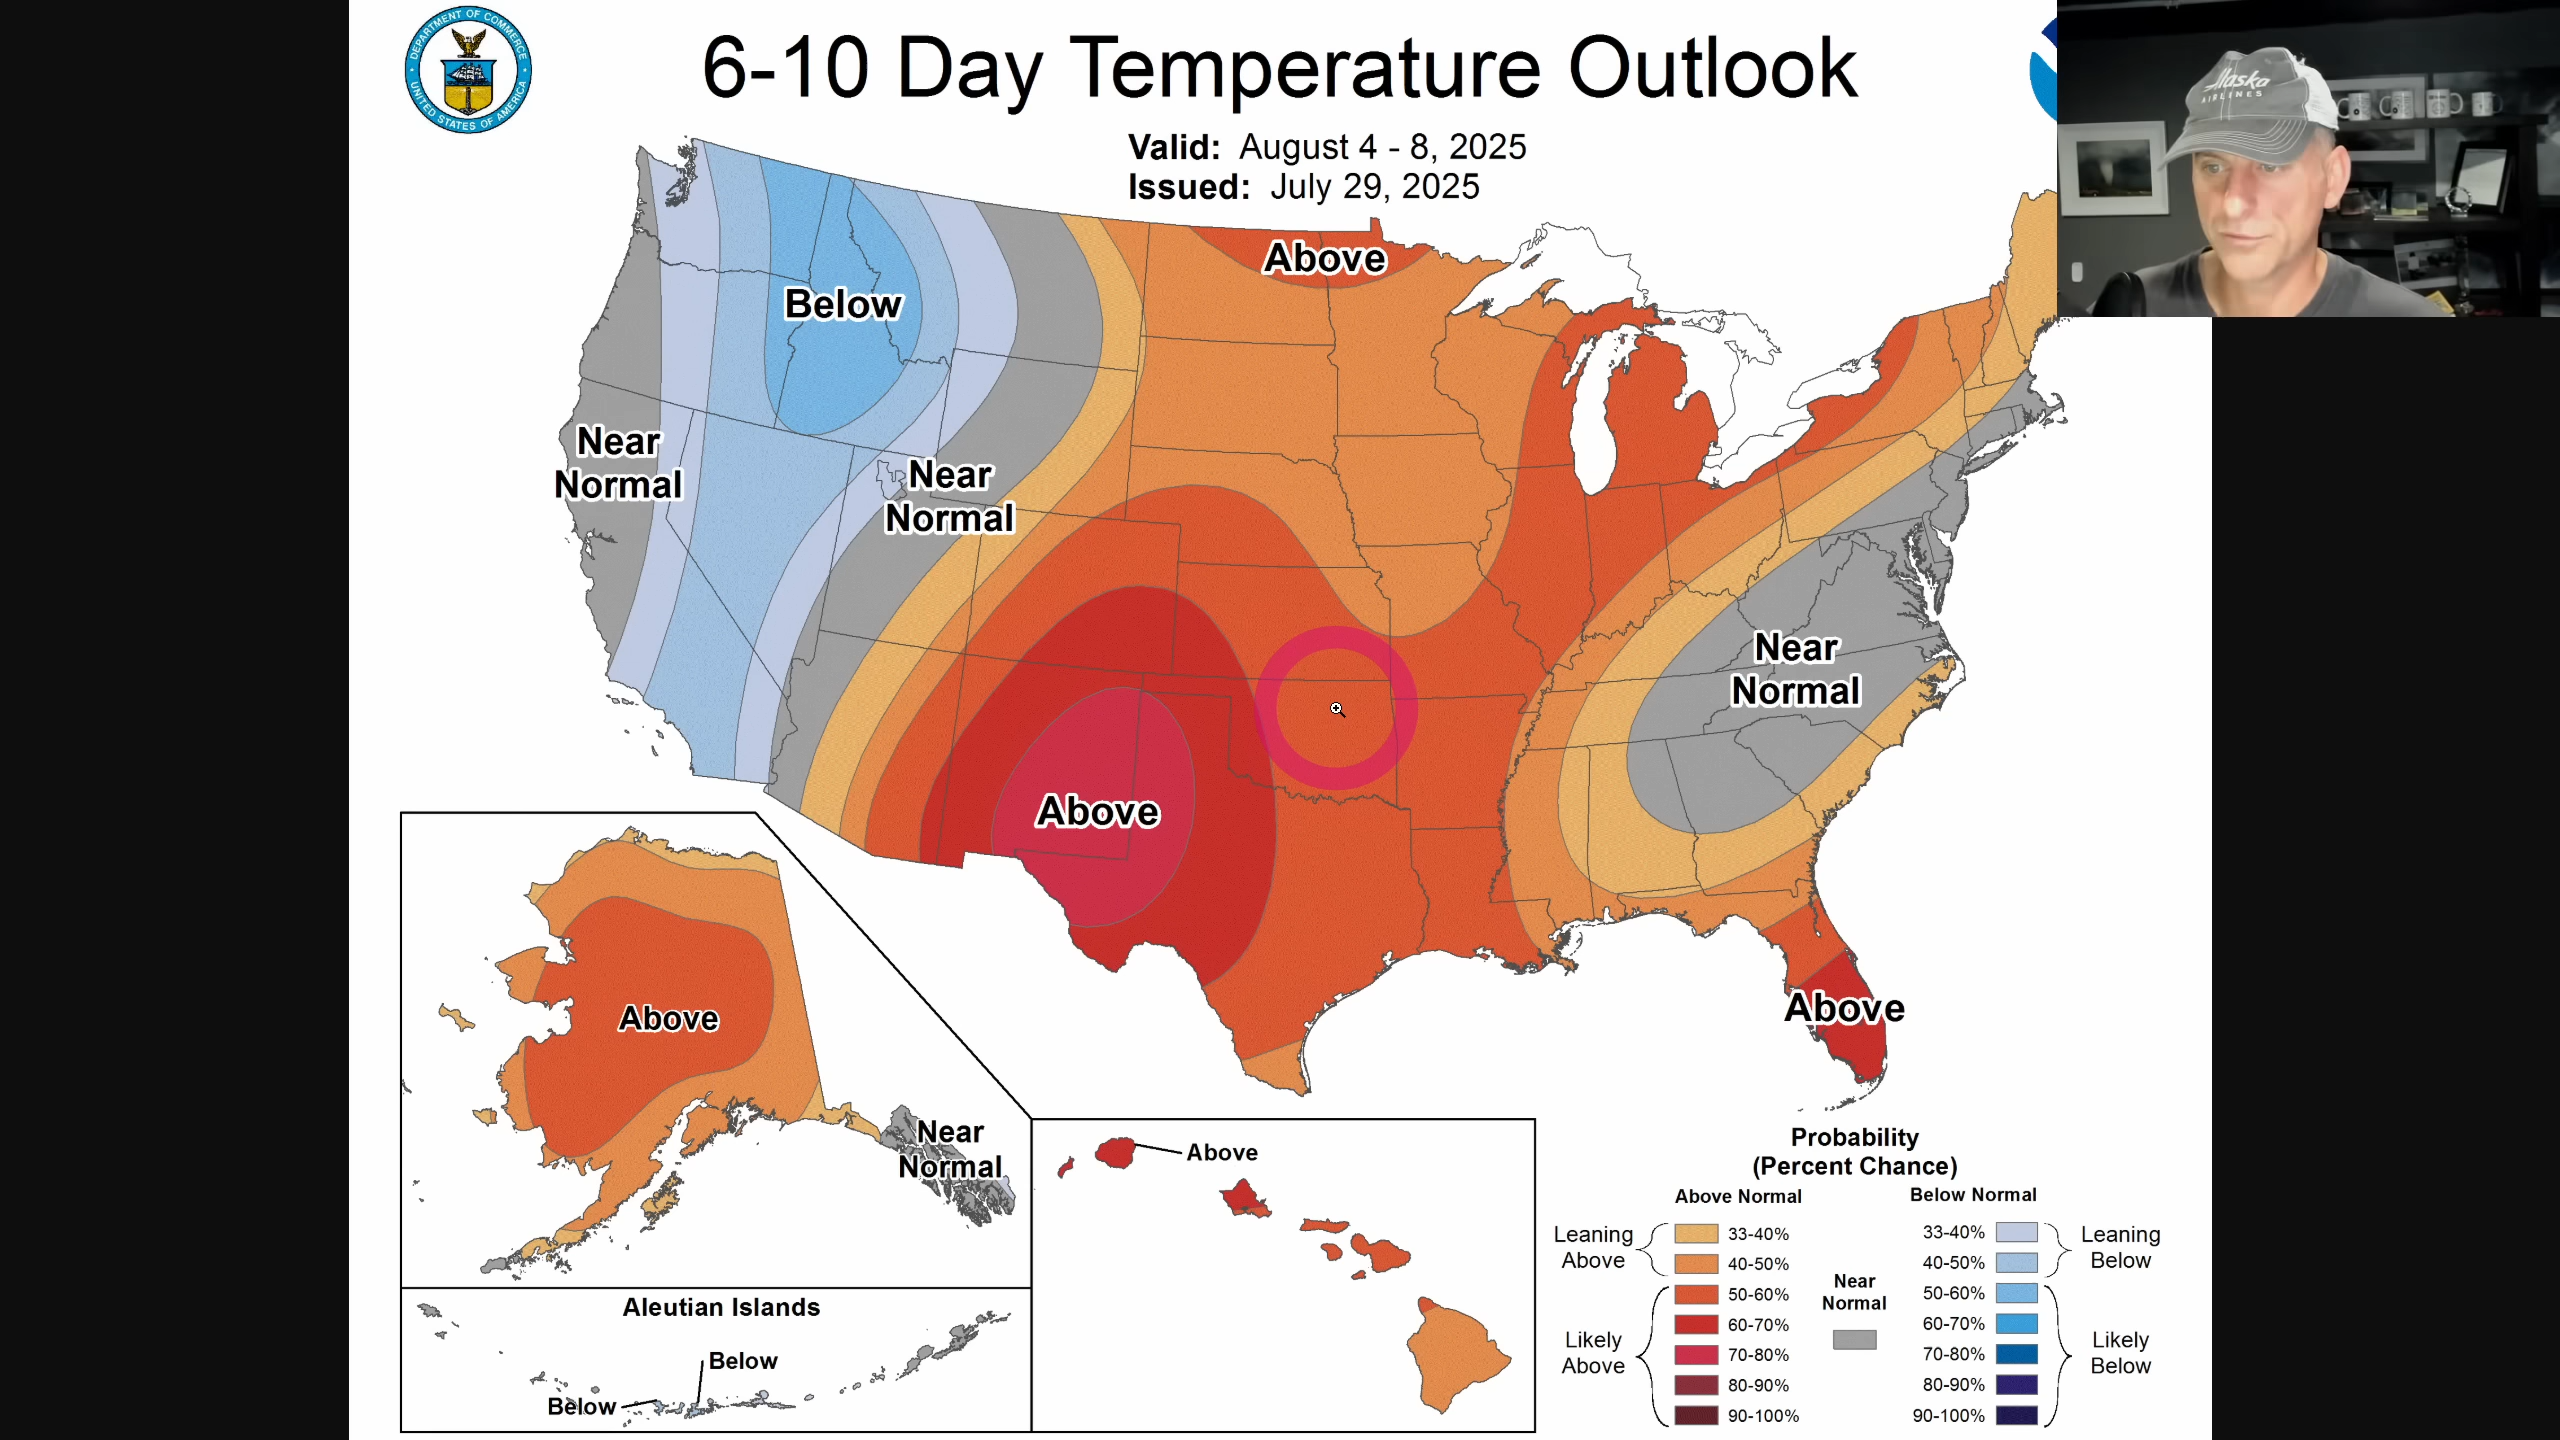 DEPARTMENT OF COMMERCE
UNITED STATES OF AMERICA
6-10 Day Temperature Outlook
Valid: August 4 - 8, 2025
Issued: July 29, 2025
Alaska
AIRLINES
Above
Below
Near
Normal
Near
Normal
Near
Normal
Above
Above
Above
Near
Normal
Above
Aleutian Islands
Below
Below
Probability
(Percent Chance)
Above Normal
Below Normal
Leaning
Above
33-40%
40-50%
50-60%
60-70%
70-80%
80-90%
90-100%
Likely
Above
Near
Normal
33-40%
40-50%
50-60%
60-70%
70-80%
80-90%
90-100%
Leaning
Below
Likely
Below